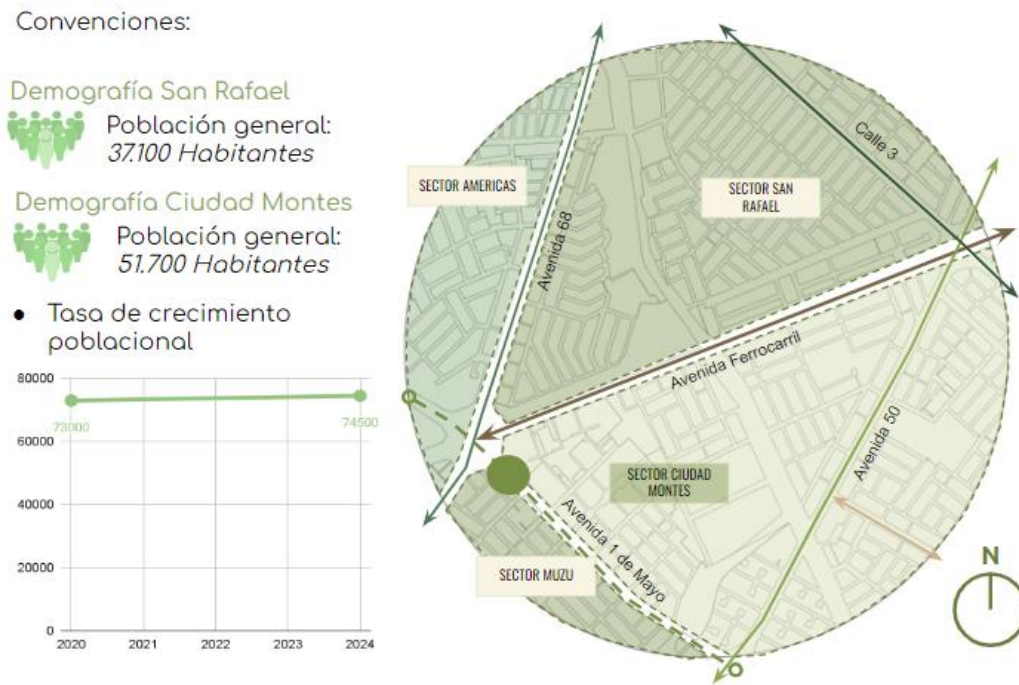 Convenciones:
Demografía San Rafael
Población general:
37.100 Habitantes
Demografía Ciudad Montes
Población general:
51.700 Habitantes
● Tasa de crecimiento
poblacional
80000
60000
40000
20000
0
73000
74500
2020
2021
2022
2023
2024
SECTOR AMERICAS
SECTOR SAN
RAFAEL
Calle 3
Avenida 68
Avenida Ferrocarril
Avenida 50
SECTOR CIUDAD
MONTES
Avenida 1 de Mayo
SECTOR MUZU
N